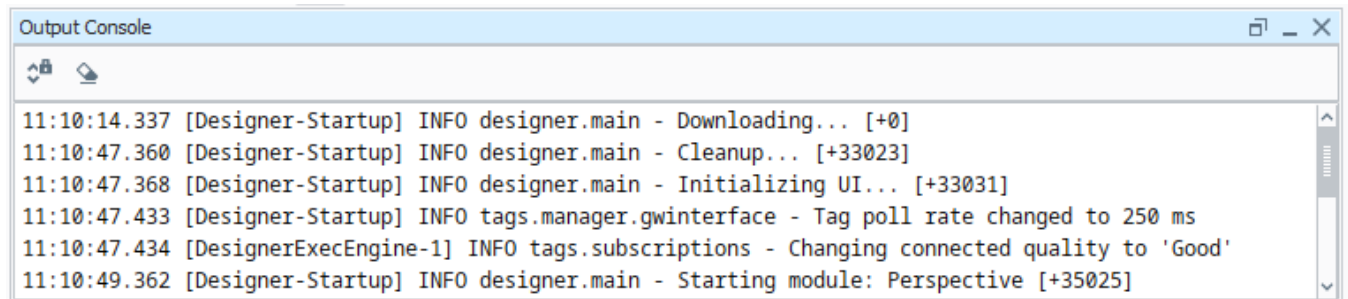 Output Console
11:10:14.337 [Designer-Startup] INFO designer.main - Downloading... [+0]
11:10:47.360 [Designer-Startup] INFO designer.main - Cleanup... [+33023]
11:10:47.368 [Designer-Startup] INFO designer.main - Initializing UI... [+33031]
11:10:47.433 [Designer-Startup] INFO tags.manager.gwinterface - Tag poll rate changed to 250 ms
11:10:47.434 [DesignerExecEngine-1] INFO tags.subscriptions - Changing connected quality to 'Good'
11:10:49.362 [Designer-Startup] INFO designer.main - Starting module: Perspective [+35025]